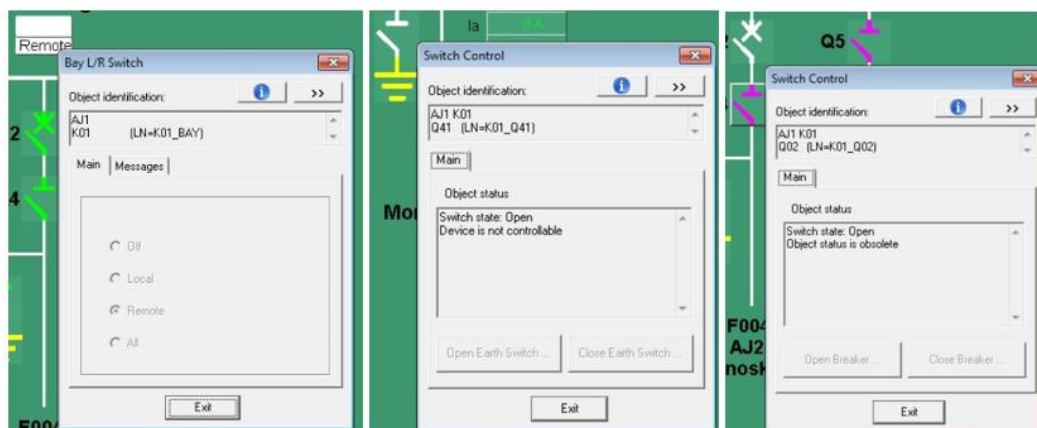 Remote
2
4
Bay L/R Switch
Object identification:
>>
AJ1
K01 (LN=K01_BAY)
Main
Messages
Off
Local
Remote
All
Exit
Ia
0 A
Switch Control
Object identification:
>>
AJ1 K01
Q41 (LN=K01_Q41)
Main
Object status
Switch state: Open
Device is not controllable
Open Earth Switch ...
Close Earth Switch ...
Exit
Q5
Switch Control
Object identification:
>>
AJ1 K01
Q02 (LN=K01_Q02)
Main
Object status
Switch state: Open
Object status is obsolete
Open Breaker ...
Close Breaker ...
Exit
F004
AJ2